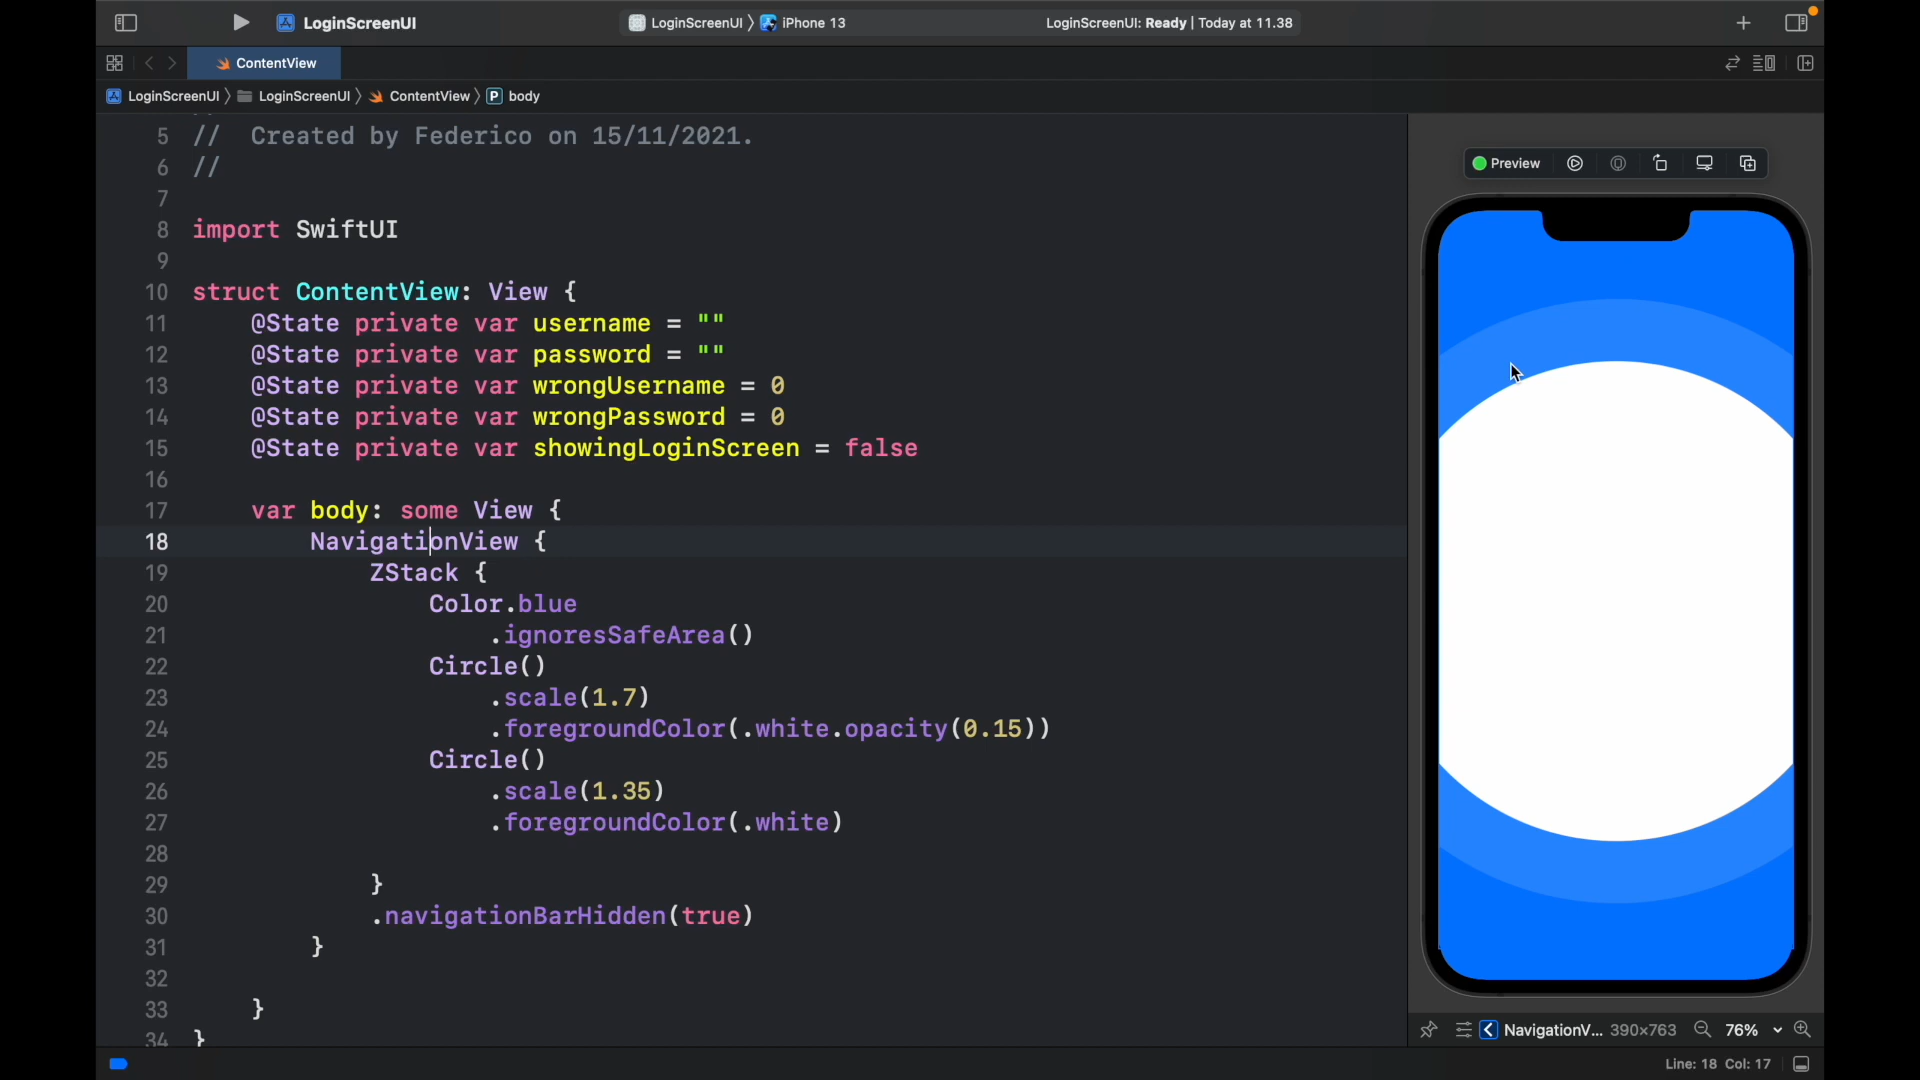 LoginScreenUI
LoginScreenUI 〉 iPhone 13
LoginScreenUI: Ready | Today at 11.38
ContentView
LoginScreenUI 〉 LoginScreenUI 〉 ContentView 〉 P body
5 //  Created by Federico on 15/11/2021.
6 //
7
8 import SwiftUI
9
10 struct ContentView: View {
11     @State private var username = ""
12     @State private var password = ""
13     @State private var wrongUsername = 0
14     @State private var wrongPassword = 0
15     @State private var showingLoginScreen = false
16
17     var body: some View {
18         NavigationView {
19             ZStack {
20                 Color.blue
21                     .ignoresSafeArea()
22                 Circle()
23                     .scale(1.7)
24                     .foregroundColor(.white.opacity(0.15))
25                 Circle()
26                     .scale(1.35)
27                     .foregroundColor(.white)
28
29             }
30             .navigationBarHidden(true)
31         }
32
33     }
34 }
Preview
NavigationV... 390×763 76%
Line: 18 Col: 17